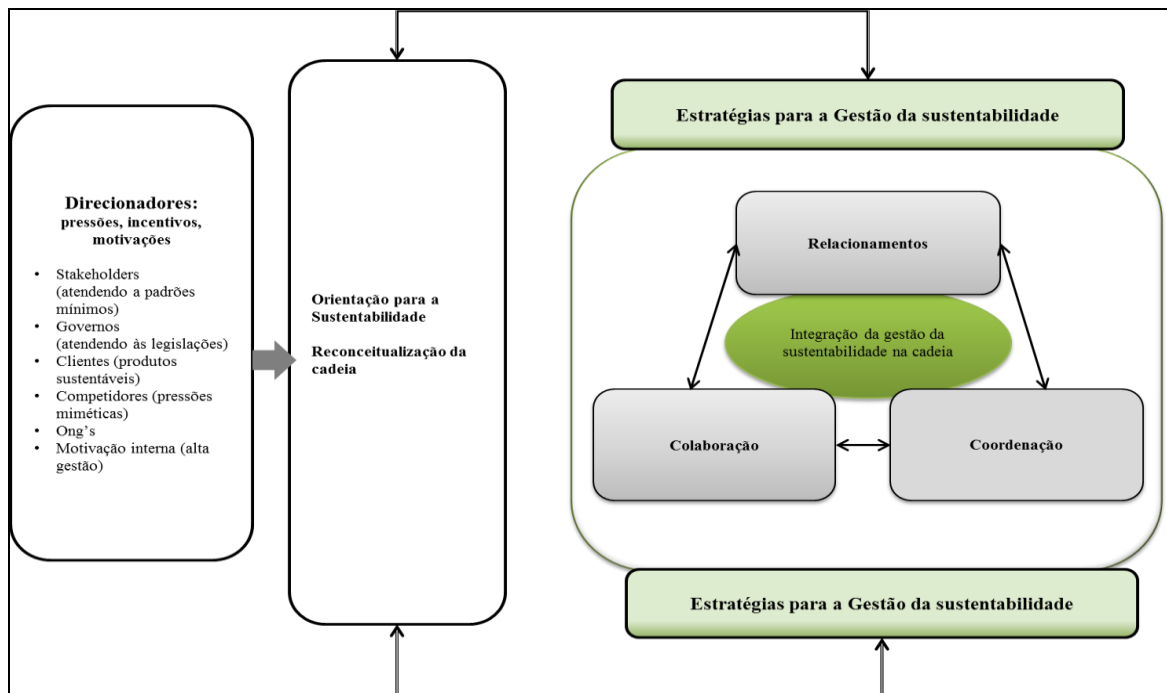 Direcionadores:
pressões, incentivos,
motivações
• Stakeholders
(atendendo a padrões
mínimos)
• Governos
(atendendo às legislações)
• Clientes (produtos
sustentáveis)
• Competidores (pressões
miméticas)
• Ong’s
• Motivação interna (alta
gestão)
Orientação para a
Sustentabilidade
Reconceitualização da
cadeia
Estratégias para a Gestão da sustentabilidade
Relacionamentos
Integração da gestão da
sustentabilidade na cadeia
Colaboração
Coordenação
Estratégias para a Gestão da sustentabilidade